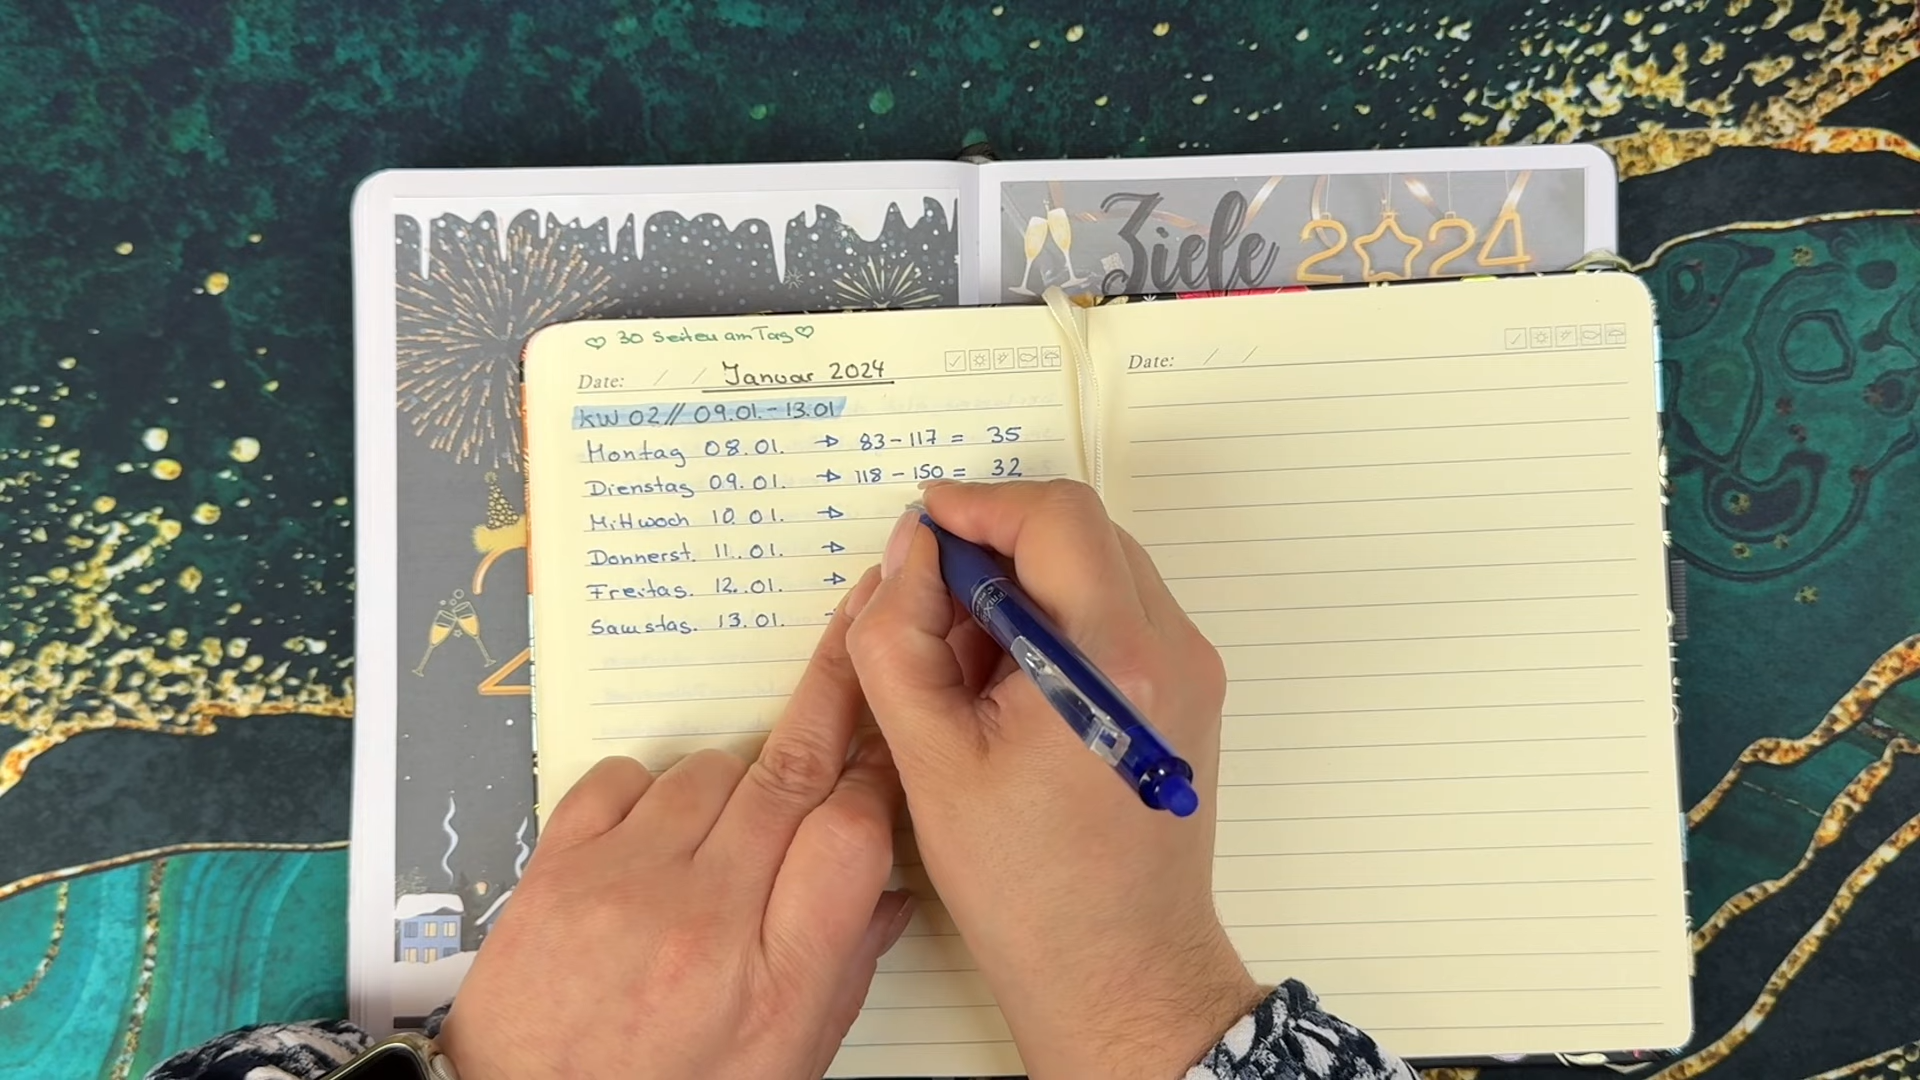 Ziele 2024
♡ 30 Seiten am Tag ♡
Date: / / Januar 2024
KW 02 // 09.01.-13.01
Montag 08.01. → 83-117 = 35
Dienstag 09.01. → 118-150 = 32
Mittwoch 10.01. →
Donnerst. 11.01. →
Freitag. 12.01. →
Samstag. 13.01.
Date: / /